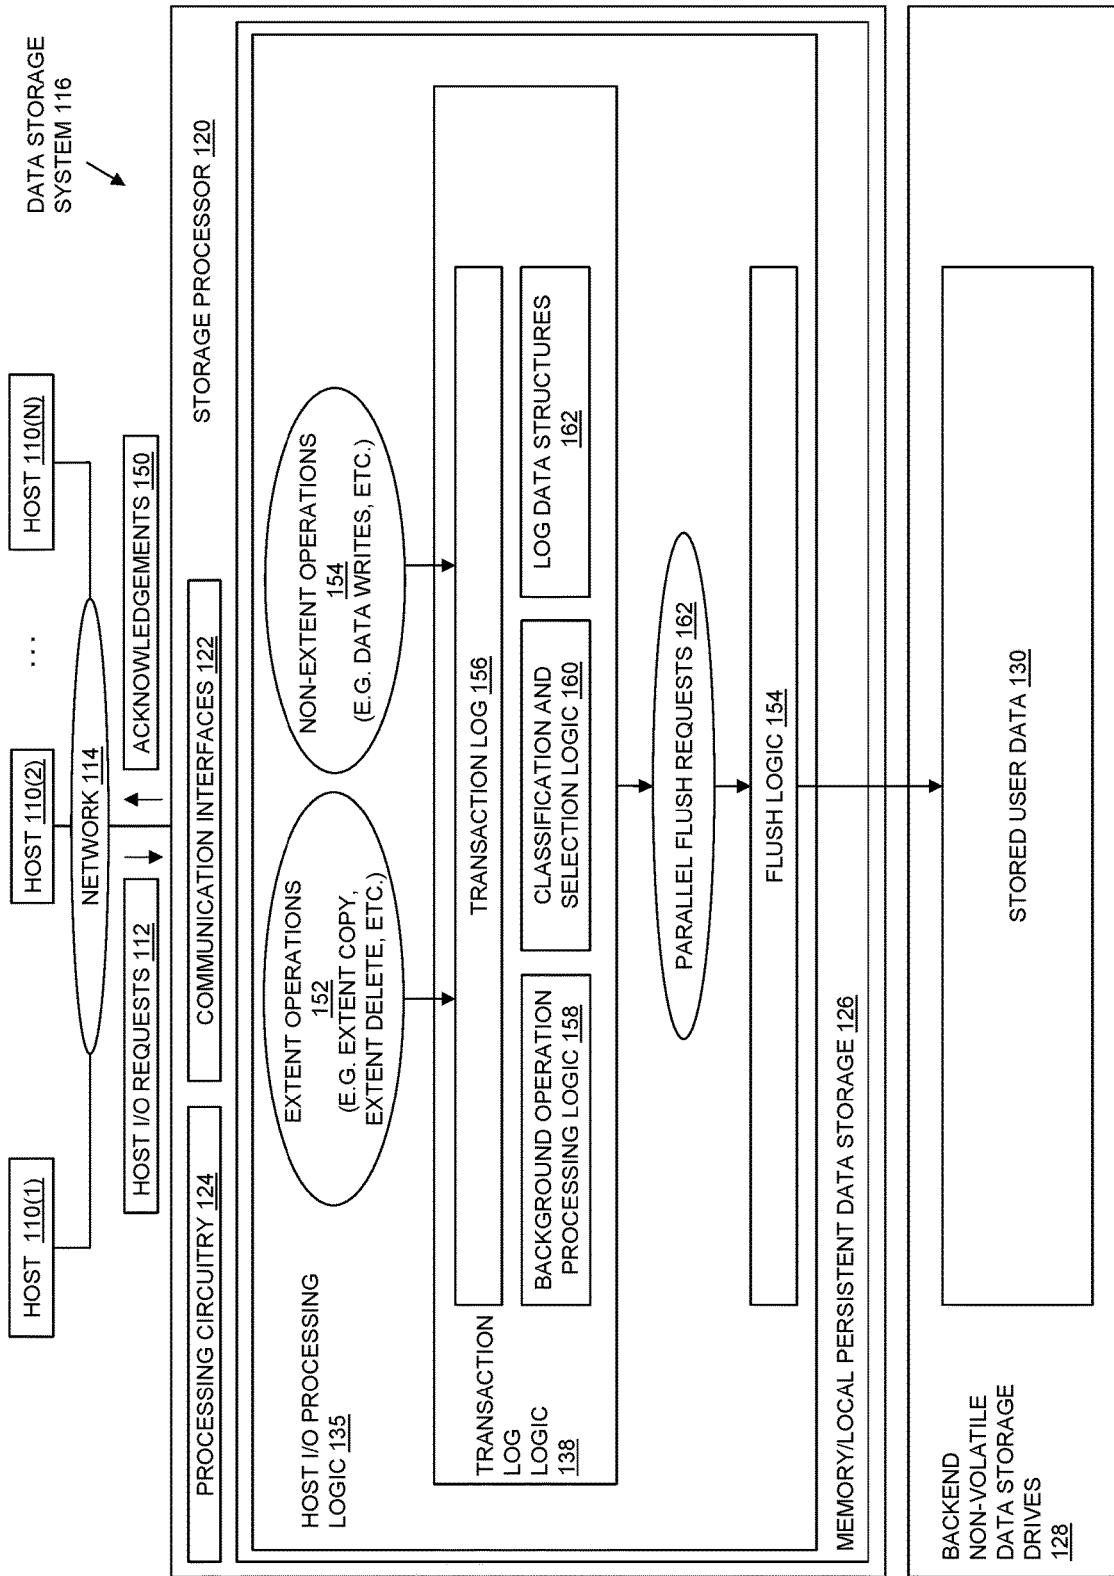 DATA STORAGE
SYSTEM 116
HOST 110(1)
HOST 110(2)
...
HOST 110(N)
NETWORK 114
HOST I/O REQUESTS 112
ACKNOWLEDGEMENTS 150
STORAGE PROCESSOR 120
PROCESSING CIRCUITRY 124
COMMUNICATION INTERFACES 122
HOST I/O PROCESSING
LOGIC 135
EXTENT OPERATIONS
152
(E.G. EXTENT COPY,
EXTENT DELETE, ETC.)
NON-EXTENT OPERATIONS
154
(E.G. DATA WRITES, ETC.)
TRANSACTION
LOG
LOGIC
138
TRANSACTION LOG 156
BACKGROUND OPERATION
PROCESSING LOGIC 158
CLASSIFICATION AND
SELECTION LOGIC 160
LOG DATA STRUCTURES
162
PARALLEL FLUSH REQUESTS 162
FLUSH LOGIC 154
MEMORY/LOCAL PERSISTENT DATA STORAGE 126
BACKEND
NON-VOLATILE
DATA STORAGE
DRIVES
128
STORED USER DATA 130